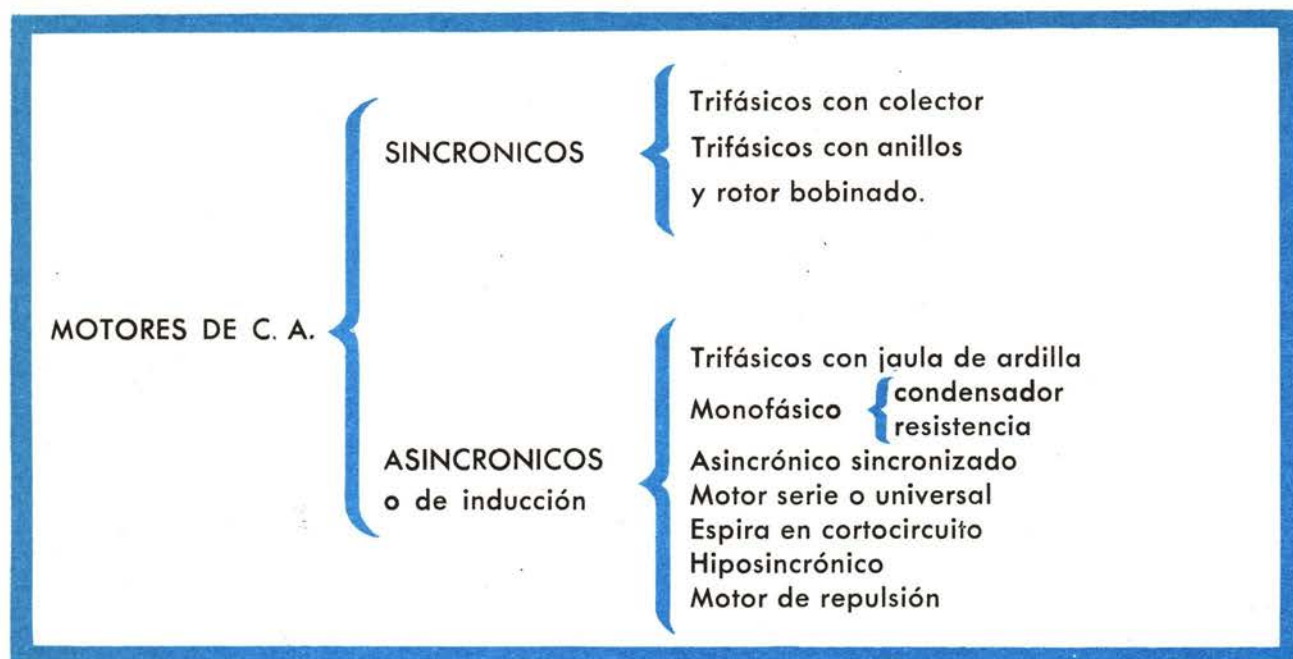 MOTORES DE C. A.
SINCRONICOS
Trifásicos con colector
Trifásicos con anillos
y rotor bobinado.
ASINCRONICOS
o de inducción
Trifásicos con jaula de ardilla
Monofásico
condensador
resistencia
Asincrónico sincronizado
Motor serie o universal
Espira en cortocircuito
Hiposincrónico
Motor de repulsión